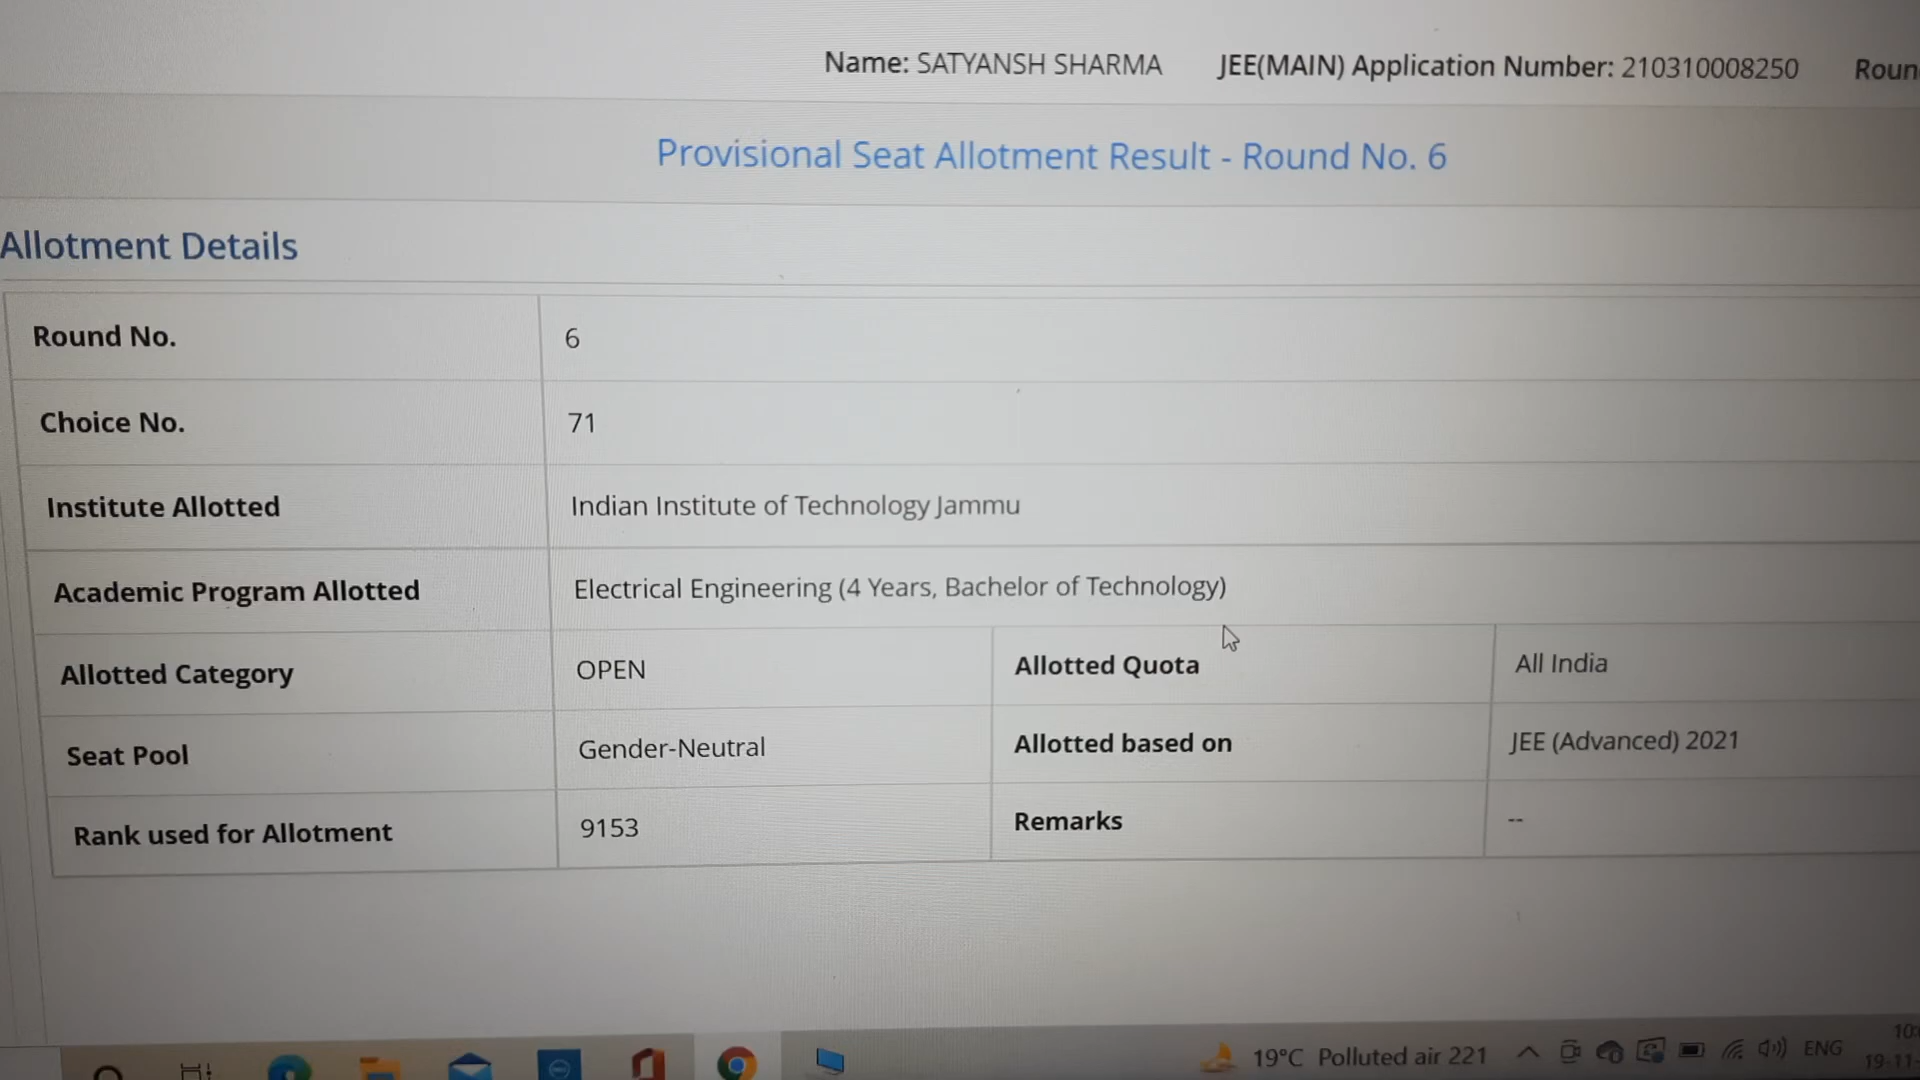 Name: SATYANSH SHARMA JEE(MAIN) Application Number: 210310008250
Provisional Seat Allotment Result - Round No. 6
Allotment Details
Round No. 6
Choice No. 71
Institute Allotted Indian Institute of Technology Jammu
Academic Program Allotted Electrical Engineering (4 Years, Bachelor of Technology)
Allotted Category OPEN Allotted Quota All India
Seat Pool Gender-Neutral Allotted based on JEE (Advanced) 2021
Rank used for Allotment 9153 Remarks --
19°C Polluted air 221 ENG